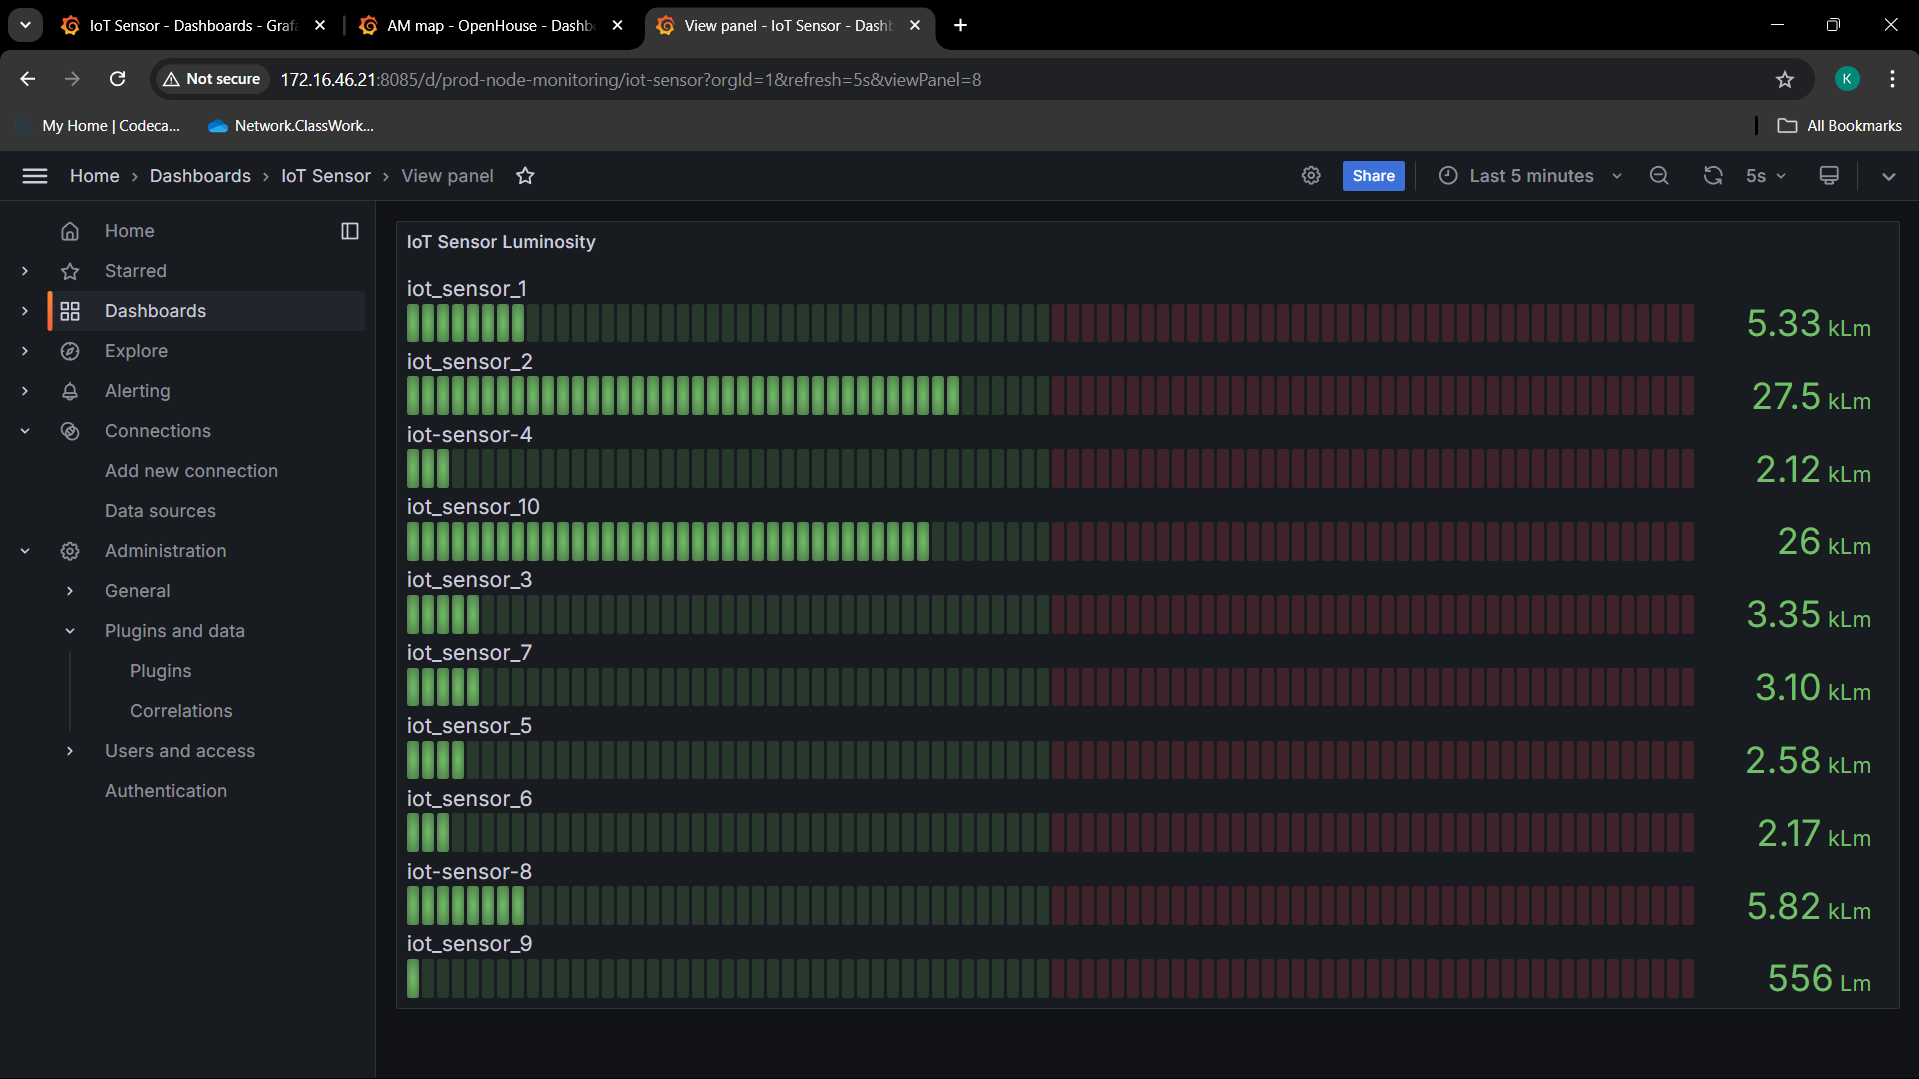 IoT Sensor - Dashboards - Grafa
AM map - OpenHouse - Dashb
View panel - IoT Sensor - Dashb
Not secure
172.16.46.21:8085/d/prod-node-monitoring/iot-sensor?orgId=1&refresh=5s&viewPanel=8
K
My Home | Codeca...
Network.ClassWork...
All Bookmarks
Home › Dashboards › IoT Sensor › View panel
Share
Last 5 minutes
5s
Home
Starred
Dashboards
Explore
Alerting
Connections
Add new connection
Data sources
Administration
General
Plugins and data
Plugins
Correlations
Users and access
Authentication
IoT Sensor Luminosity
iot_sensor_1
5.33 kLm
iot_sensor_2
27.5 kLm
iot-sensor-4
2.12 kLm
iot_sensor_10
26 kLm
iot_sensor_3
3.35 kLm
iot_sensor_7
3.10 kLm
iot_sensor_5
2.58 kLm
iot_sensor_6
2.17 kLm
iot-sensor-8
5.82 kLm
iot_sensor_9
556 Lm